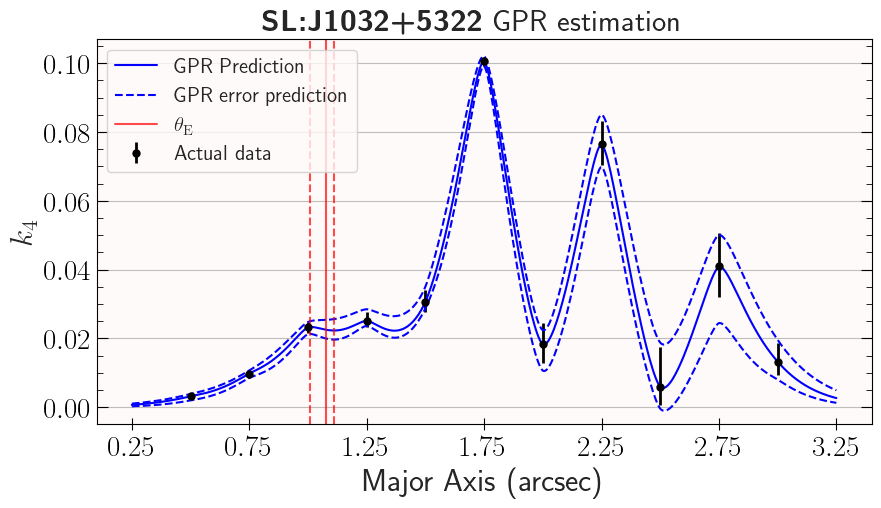 SL:J1032+5322 GPR estimation
GPR Prediction
GPR error prediction
θE
Actual data
0.10
0.08
0.06
0.04
0.02
0.00
k4
0.25 0.75 1.25 1.75 2.25 2.75 3.25
Major Axis (arcsec)